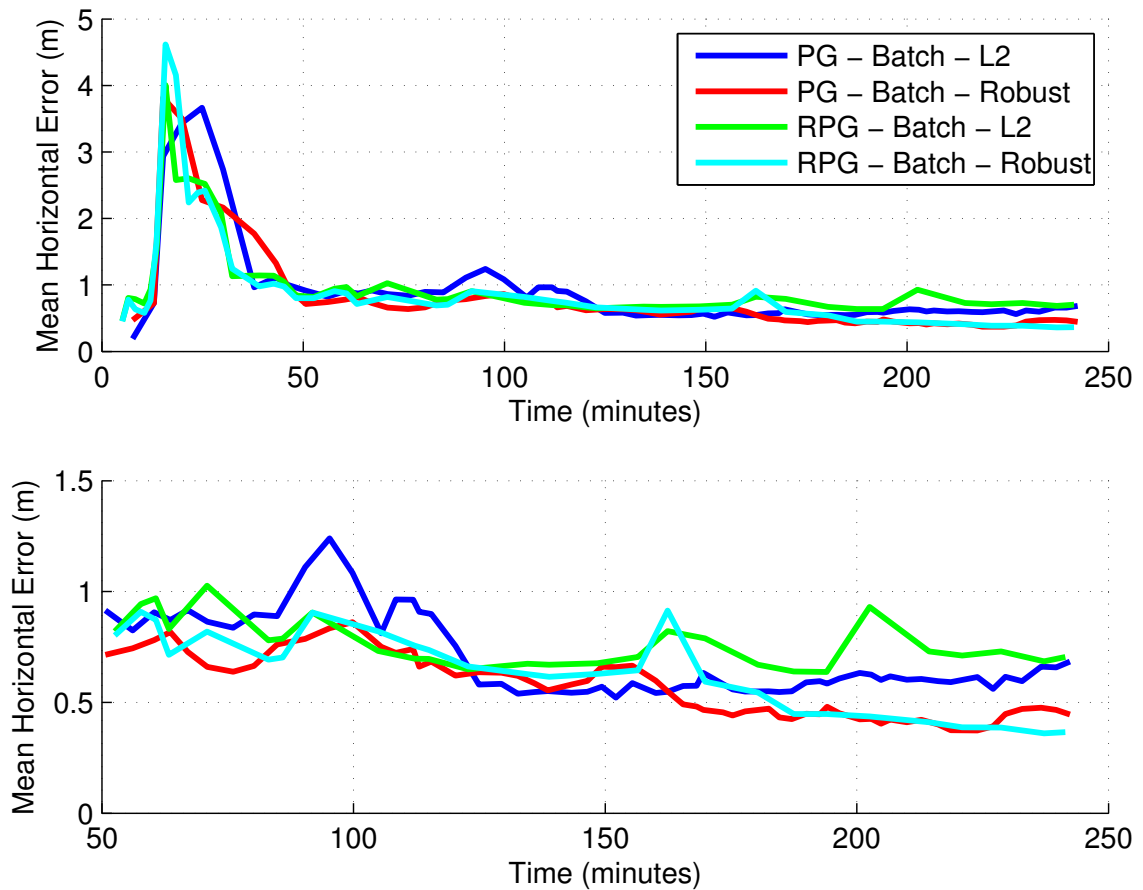 5
4
3
2
1
0
Mean Horizontal Error (m)
PG − Batch − L2
PG − Batch − Robust
RPG − Batch − L2
RPG − Batch − Robust
0 50 100 150 200 250
Time (minutes)
1.5
1
0.5
0
Mean Horizontal Error (m)
50 100 150 200 250
Time (minutes)